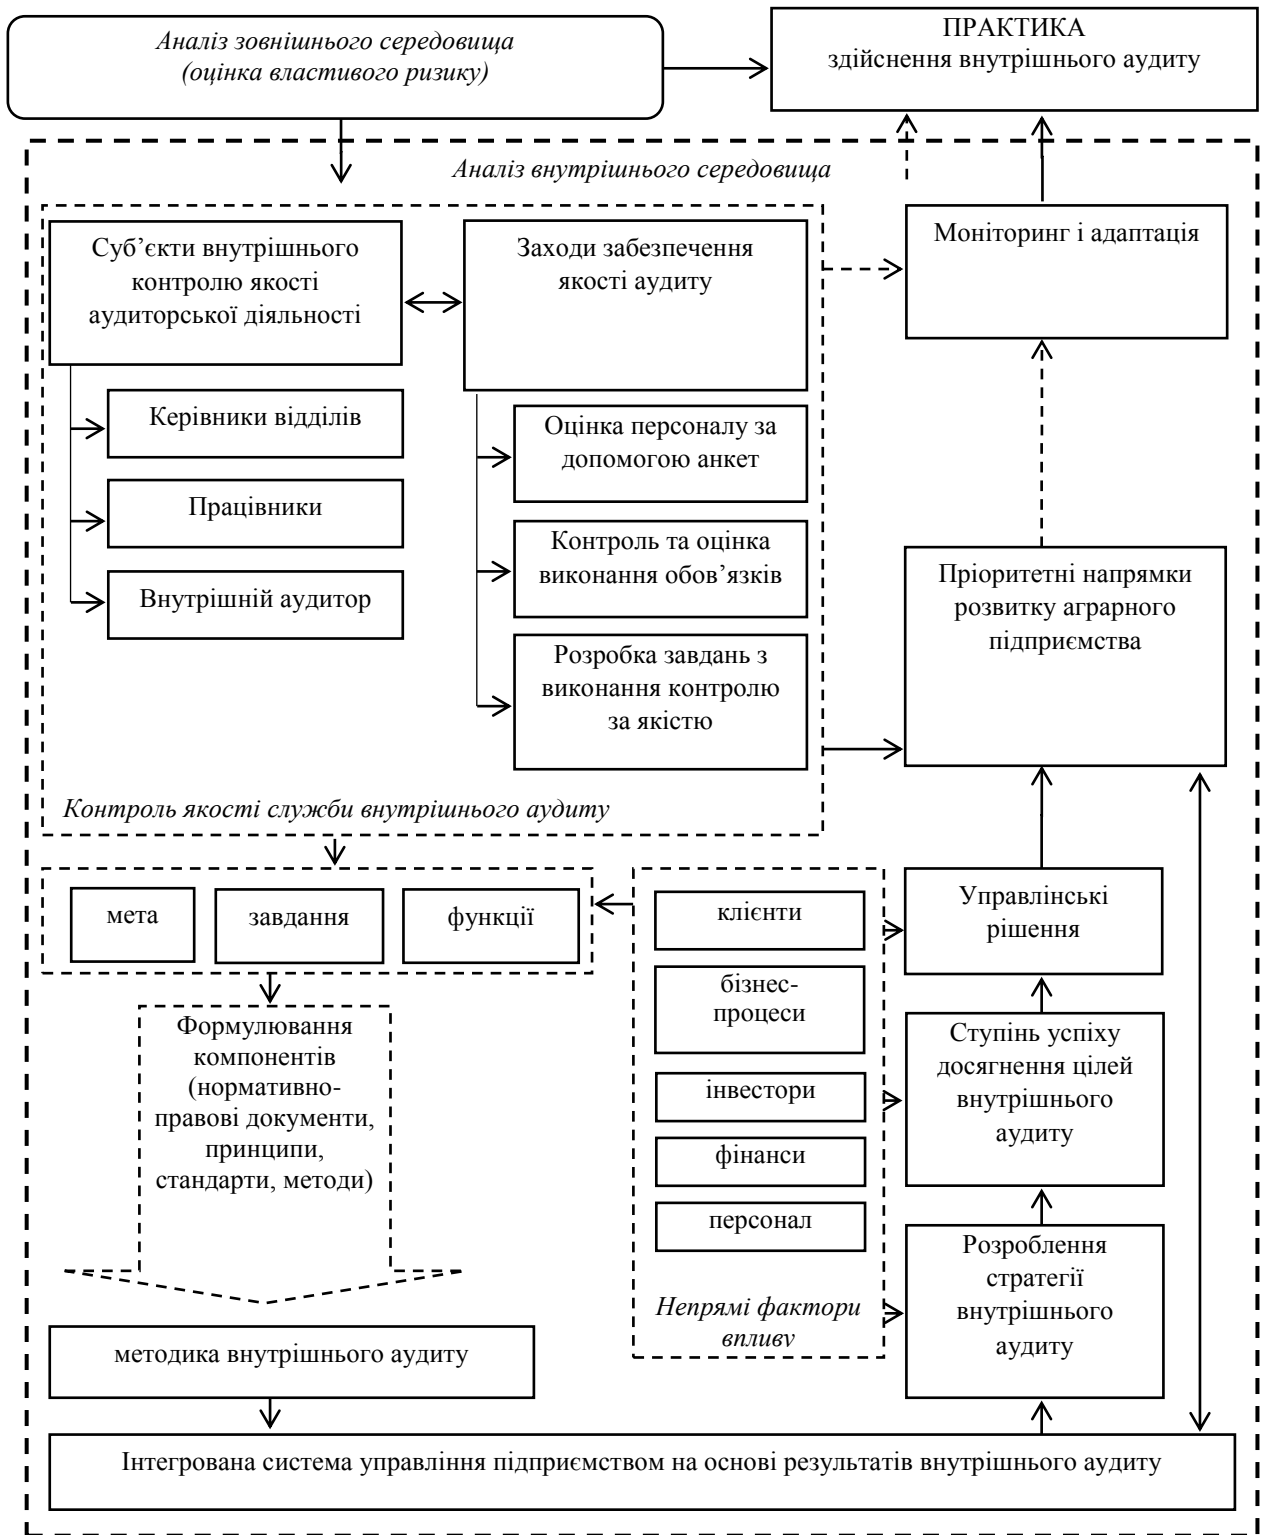 Аналіз зовнішнього середовища
(оцінка властивого ризику)
ПРАКТИКА
здійснення внутрішнього аудиту
Аналіз внутрішнього середовища
Суб’єкти внутрішнього
контролю якості
аудиторської діяльності
Заходи забезпечення
якості аудиту
Моніторинг і адаптація
Керівники відділів
Працівники
Внутрішній аудитор
Оцінка персоналу за
допомогою анкет
Контроль та оцінка
виконання обов’язків
Розробка завдань з
виконання контролю
за якістю
Пріоритетні напрямки
розвитку аграрного
підприємства
Контроль якості служби внутрішнього аудиту
мета
завдання
функції
клієнти
бізнес-
процеси
інвестори
фінанси
персонал
Непрямі фактори
впливу
Управлінські
рішення
Ступінь успіху
досягнення цілей
внутрішнього
аудиту
Розроблення
стратегії
внутрішнього
аудиту
Формулювання
компонентів
(нормативно-
правові документи,
принципи,
стандарти, методи)
методика внутрішнього аудиту
Інтегрована система управління підприємством на основі результатів внутрішнього аудиту